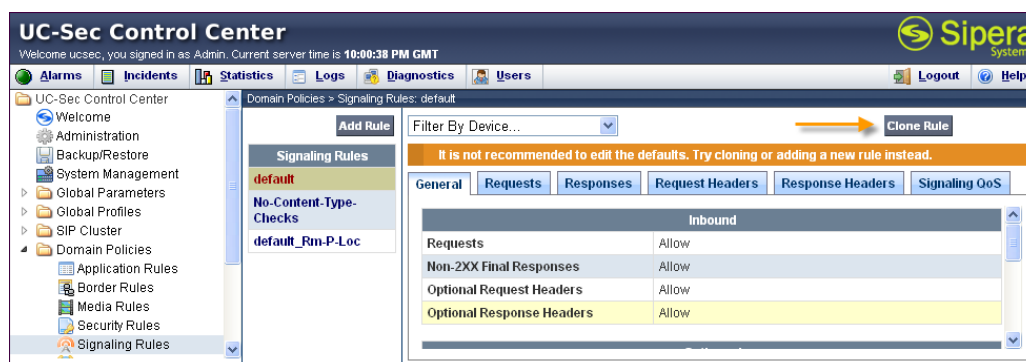 UC-Sec Control Center
Welcome ucsec, you signed in as Admin. Current server time is 10:00:38 PM GMT
Sipera
System
Alarms Incidents Statistics Logs Diagnostics Users Logout Help
UC-Sec Control Center
Welcome
Administration
Backup/Restore
System Management
Global Parameters
Global Profiles
SIP Cluster
Domain Policies
Application Rules
Border Rules
Media Rules
Security Rules
Signaling Rules
Domain Policies > Signaling Rules: default
Add Rule
Signaling Rules
default
No-Content-Type-
Checks
default_Rm-P-Loc
Filter By Device...
Clone Rule
It is not recommended to edit the defaults. Try cloning or adding a new rule instead.
General Requests Responses Request Headers Response Headers Signaling QoS
Inbound
Requests Allow
Non-2XX Final Responses Allow
Optional Request Headers Allow
Optional Response Headers Allow